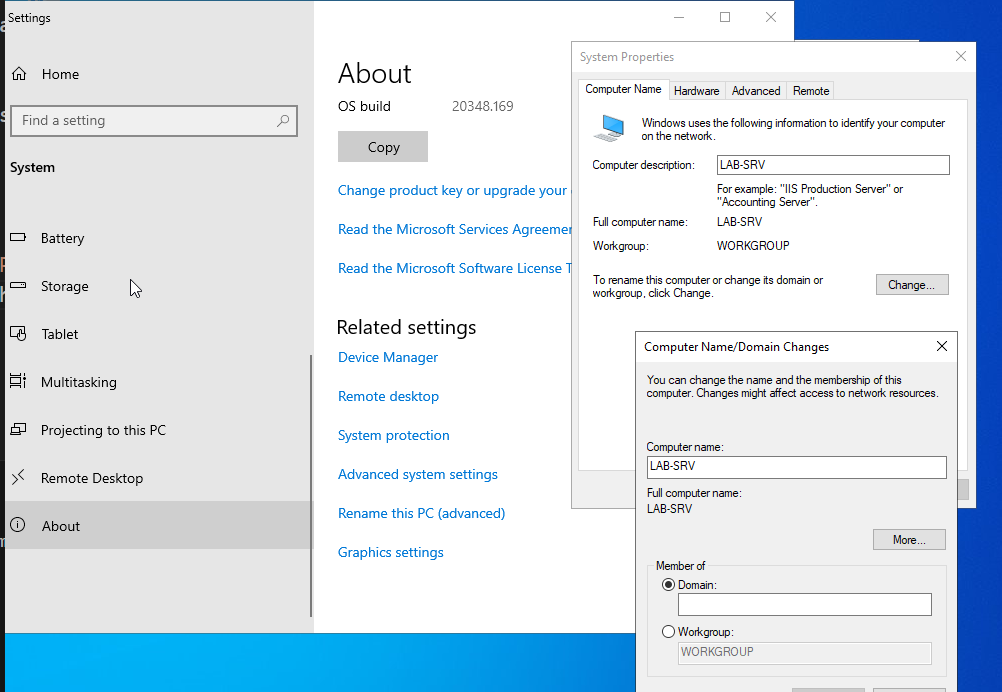 Settings
Home
Find a setting
System
Battery
Storage
Tablet
Multitasking
Projecting to this PC
Remote Desktop
About
About
OS build 20348.169
Copy
Change product key or upgrade your
Read the Microsoft Services Agreemen
Read the Microsoft Software License T
Related settings
Device Manager
Remote desktop
System protection
Advanced system settings
Rename this PC (advanced)
Graphics settings
System Properties
Computer Name Hardware Advanced Remote
Windows uses the following information to identify your computer
on the network.
Computer description: LAB-SRV
For example: "IIS Production Server" or
"Accounting Server".
Full computer name: LAB-SRV
Workgroup: WORKGROUP
To rename this computer or change its domain or
workgroup, click Change.
Change...
Computer Name/Domain Changes
You can change the name and the membership of this
computer. Changes might affect access to network resources.
Computer name:
LAB-SRV
Full computer name:
LAB-SRV
More...
Member of
Domain:
Workgroup:
WORKGROUP